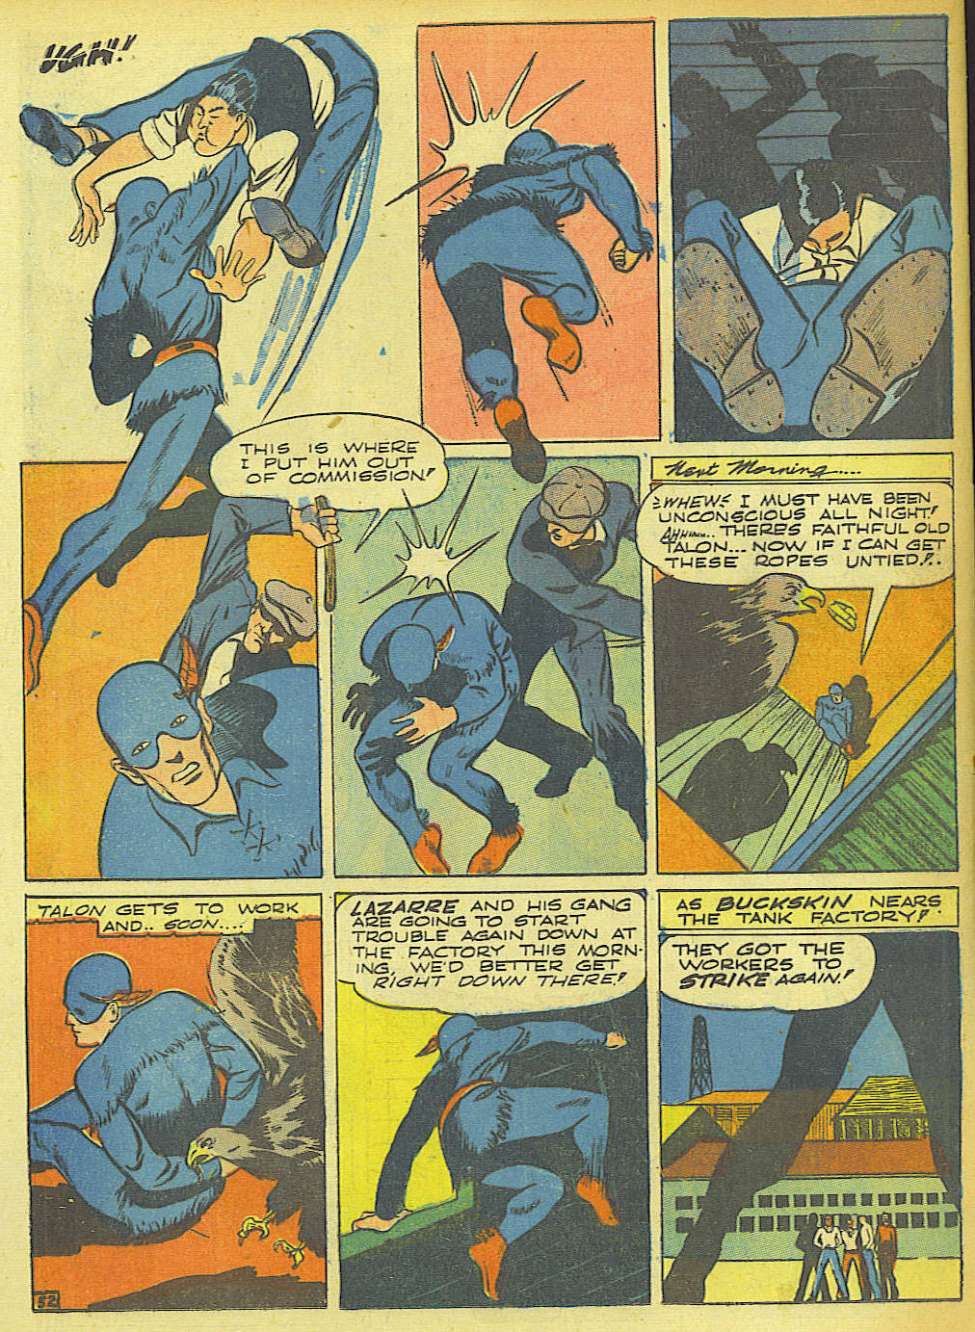 UGH!
THIS IS WHERE
I PUT HIM OUT
OF COMMISSION!
Next Morning.....
WHEW! I MUST HAVE BEEN
UNCONSCIOUS ALL NIGHT!
AHHHH.... THERES FAITHFUL OLD
TALON... NOW IF I CAN GET
THESE ROPES UNTIED!..
TALON GETS TO WORK
AND.. SOON....
LAZARRE AND HIS GANG
ARE GOING TO START
TROUBLE AGAIN DOWN AT
THE FACTORY THIS MORN-
ING, WE'D BETTER GET
RIGHT DOWN THERE!
AS BUCKSKIN NEARS
THE TANK FACTORY!
THEY GOT THE
WORKERS TO
STRIKE AGAIN!
52